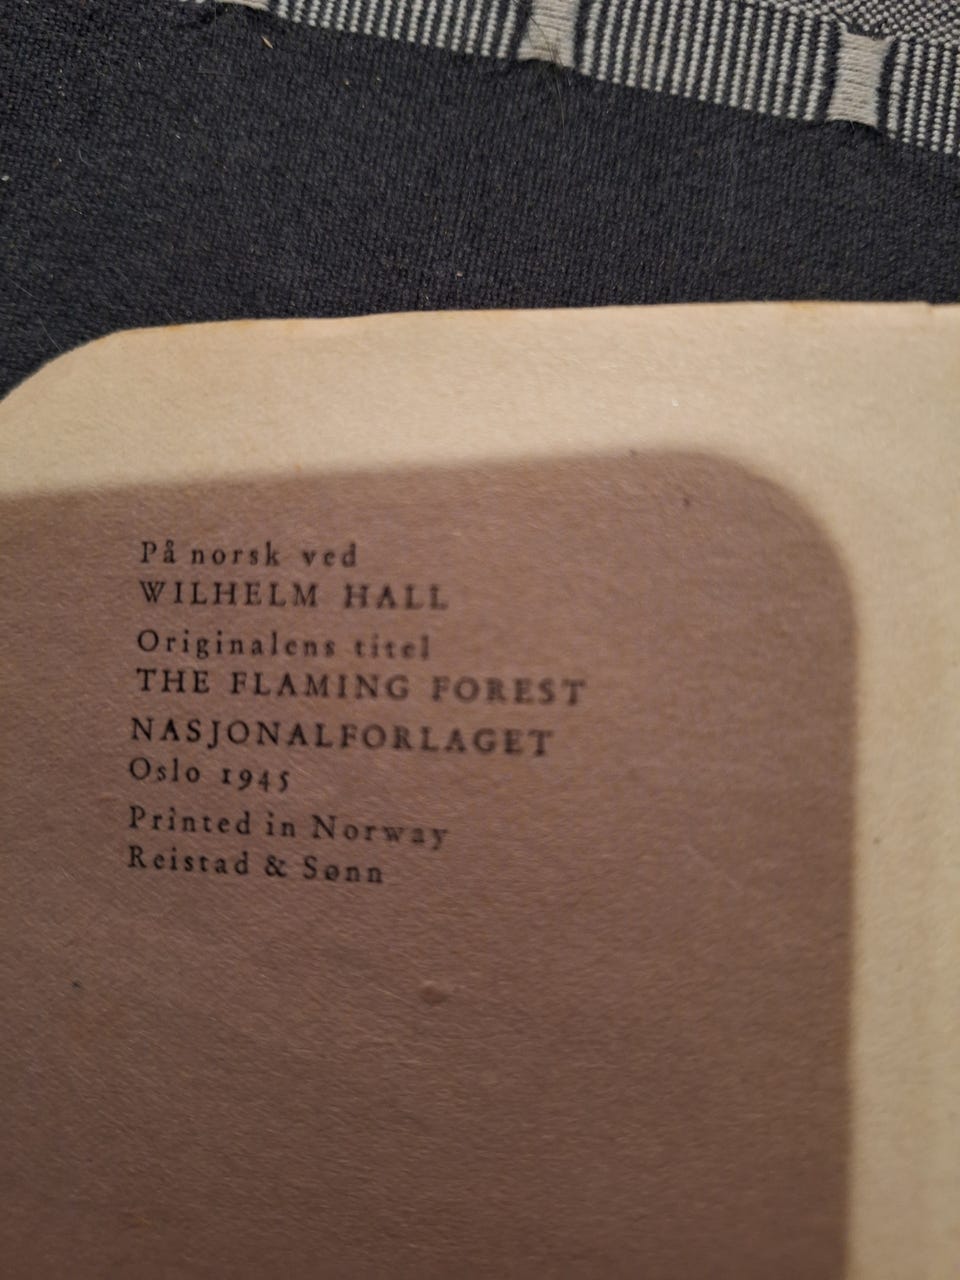 På norsk ved
WILHELM HALL
Originalens titel
THE FLAMING FOREST
NASJONALFORLAGET
Oslo 1945
Printed in Norway
Reistad & Sønn